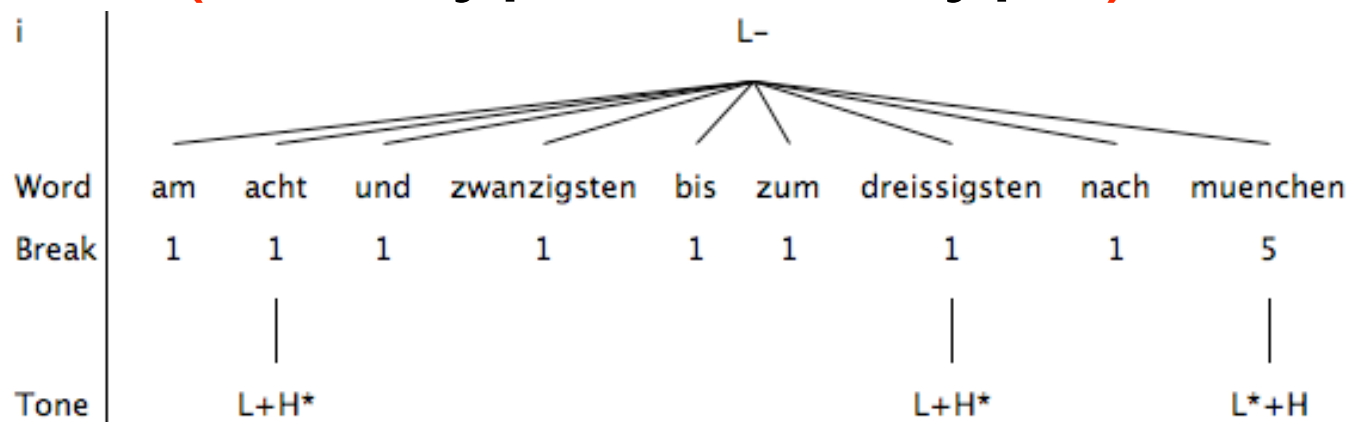 i L-
Word am acht und zwanzigsten bis zum dreissigsten nach muenchen
Break 1 1 1 1 1 1 1 1 5
Tone L+H* L+H* L*+H